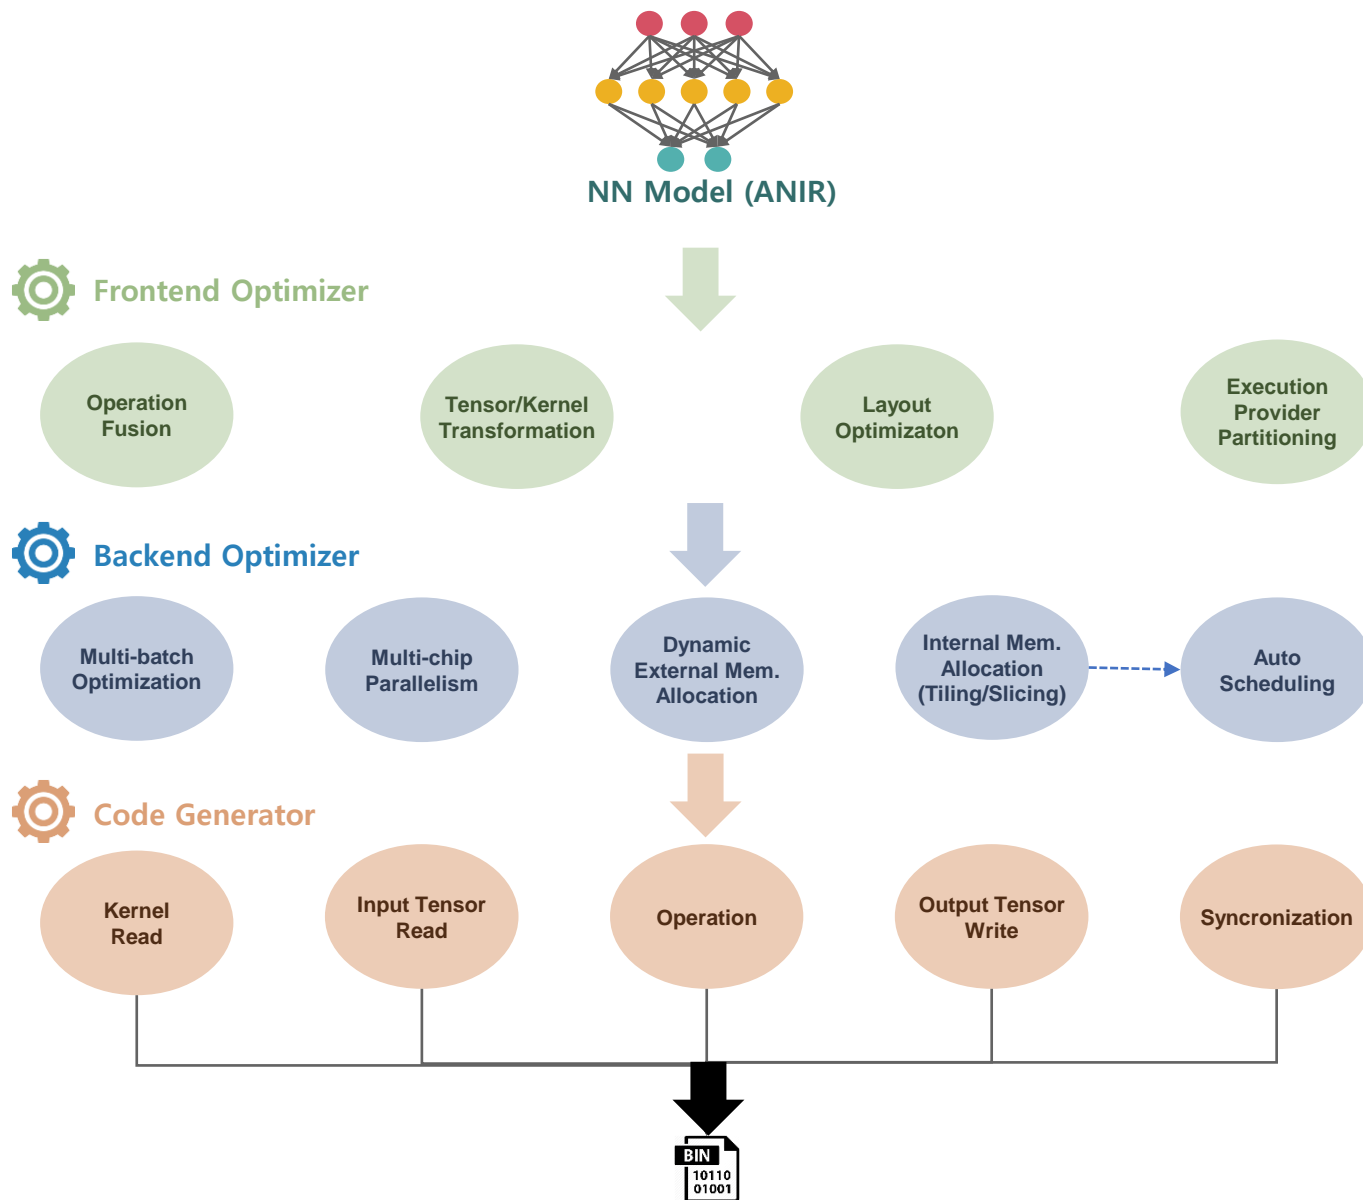 NN Model (ANIR)
Frontend Optimizer
Operation
Fusion
Tensor/Kernel
Transformation
Layout
Optimizaton
Execution
Provider
Partitioning
Backend Optimizer
Multi-batch
Optimization
Multi-chip
Parallelism
Dynamic
External Mem.
Allocation
Internal Mem.
Allocation
(Tiling/Slicing)
Auto
Scheduling
Code Generator
Kernel
Read
Input Tensor
Read
Operation
Output Tensor
Write
Syncronization
BIN
10110
01001